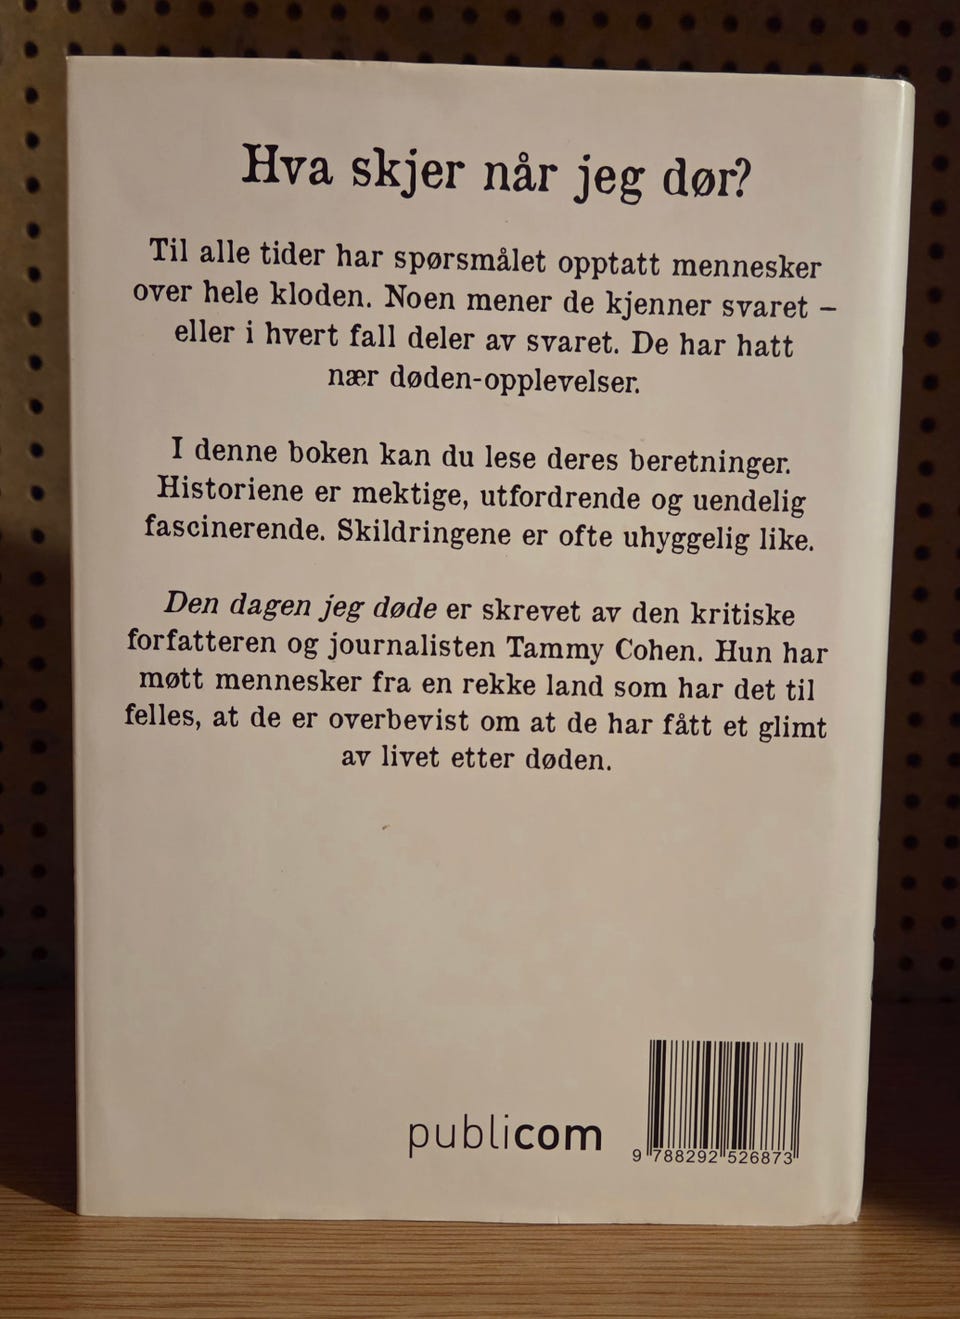 Hva skjer når jeg dør?
Til alle tider har spørsmålet opptatt mennesker
over hele kloden. Noen mener de kjenner svaret –
eller i hvert fall deler av svaret. De har hatt
nær døden-opplevelser.
I denne boken kan du lese deres beretninger.
Historiene er mektige, utfordrende og uendelig
fascinerende. Skildringene er ofte uhyggelig like.
Den dagen jeg døde er skrevet av den kritiske
forfatteren og journalisten Tammy Cohen. Hun har
møtt mennesker fra en rekke land som har det til
felles, at de er overbevist om at de har fått et glimt
av livet etter døden.
publicom
9 788292 526873